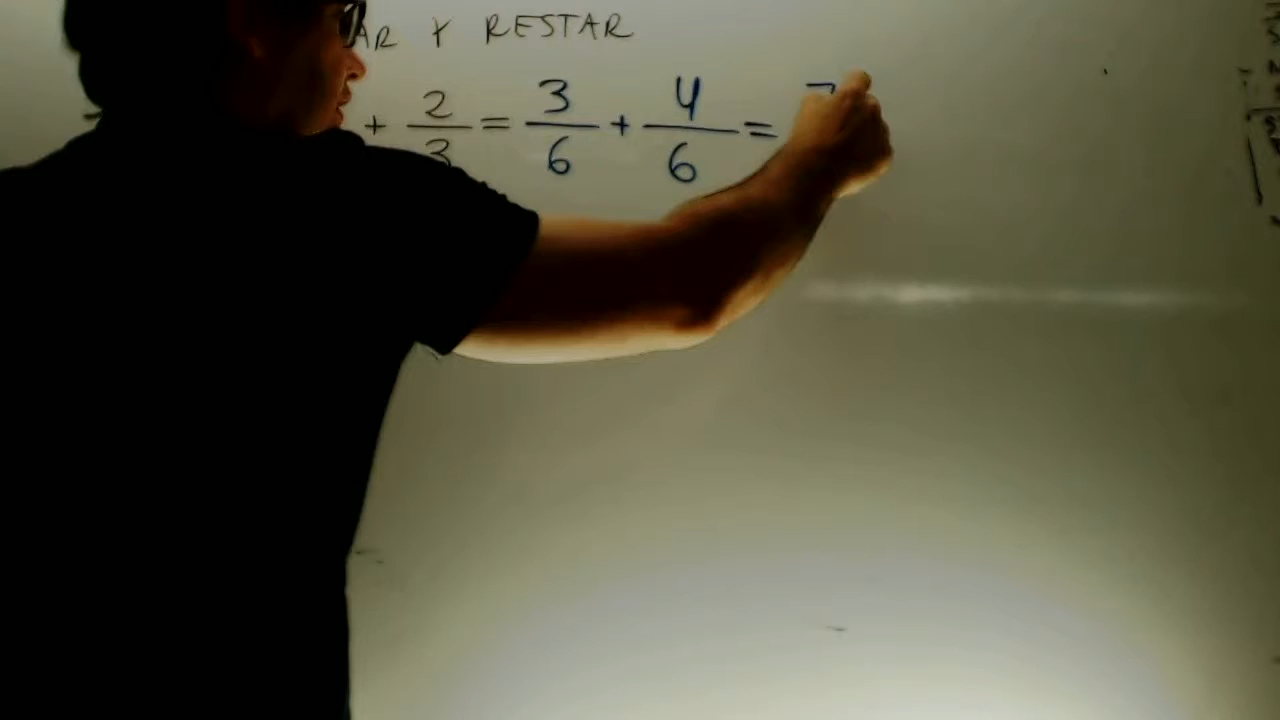 AR Y RESTAR
+ 2/3 = 3/6 + 4/6 =